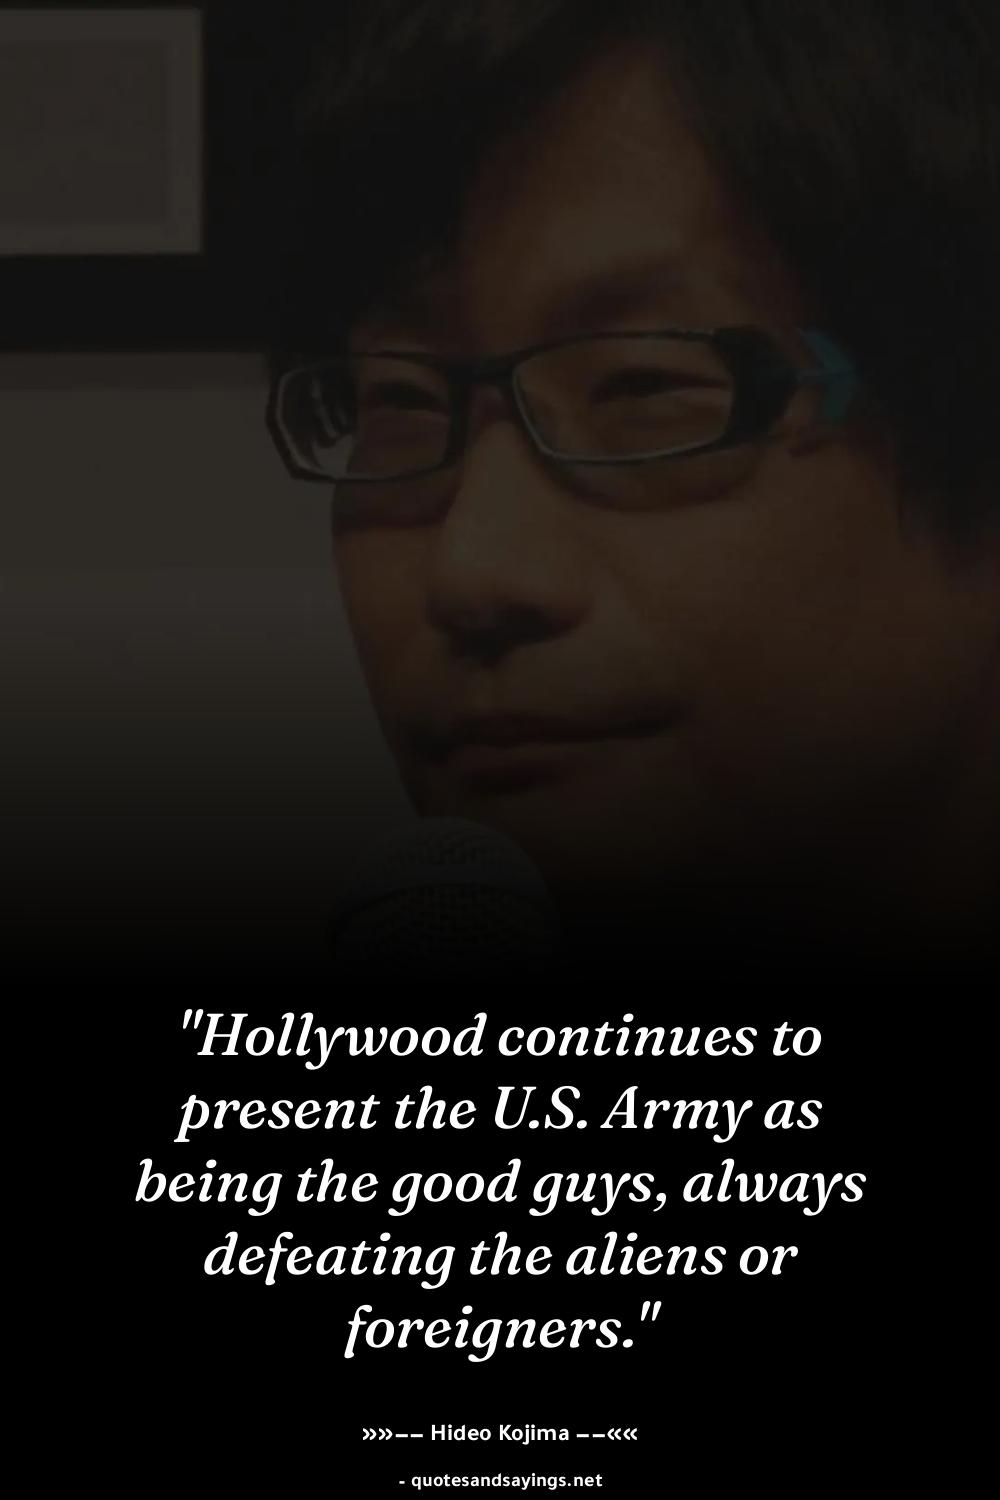 "Hollywood continues to
present the U.S. Army as
being the good guys, always
defeating the aliens or
foreigners."
»»−− Hideo Kojima −−««
- quotesandsayings.net